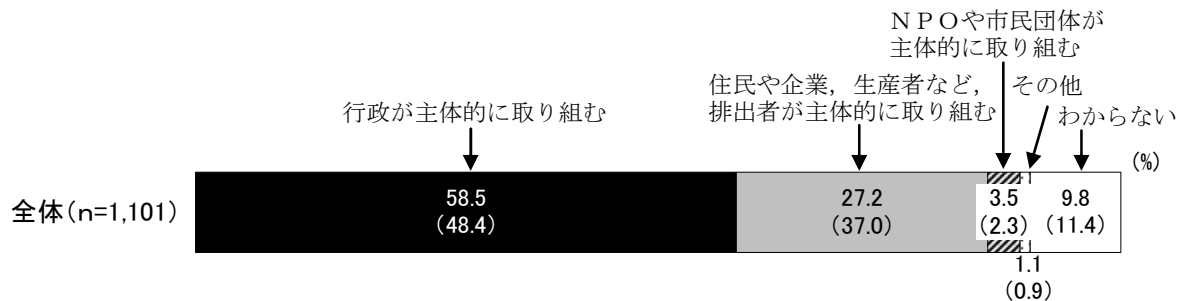 ＮＰＯや市民団体が
主体的に取り組む
住民や企業，生産者など，
排出者が主体的に取り組む
その他
行政が主体的に取り組む
わからない
(%)
全体(n=1,101)
58.5
(48.4)
27.2
(37.0)
3.5
(2.3)
9.8
(11.4)
1.1
(0.9)